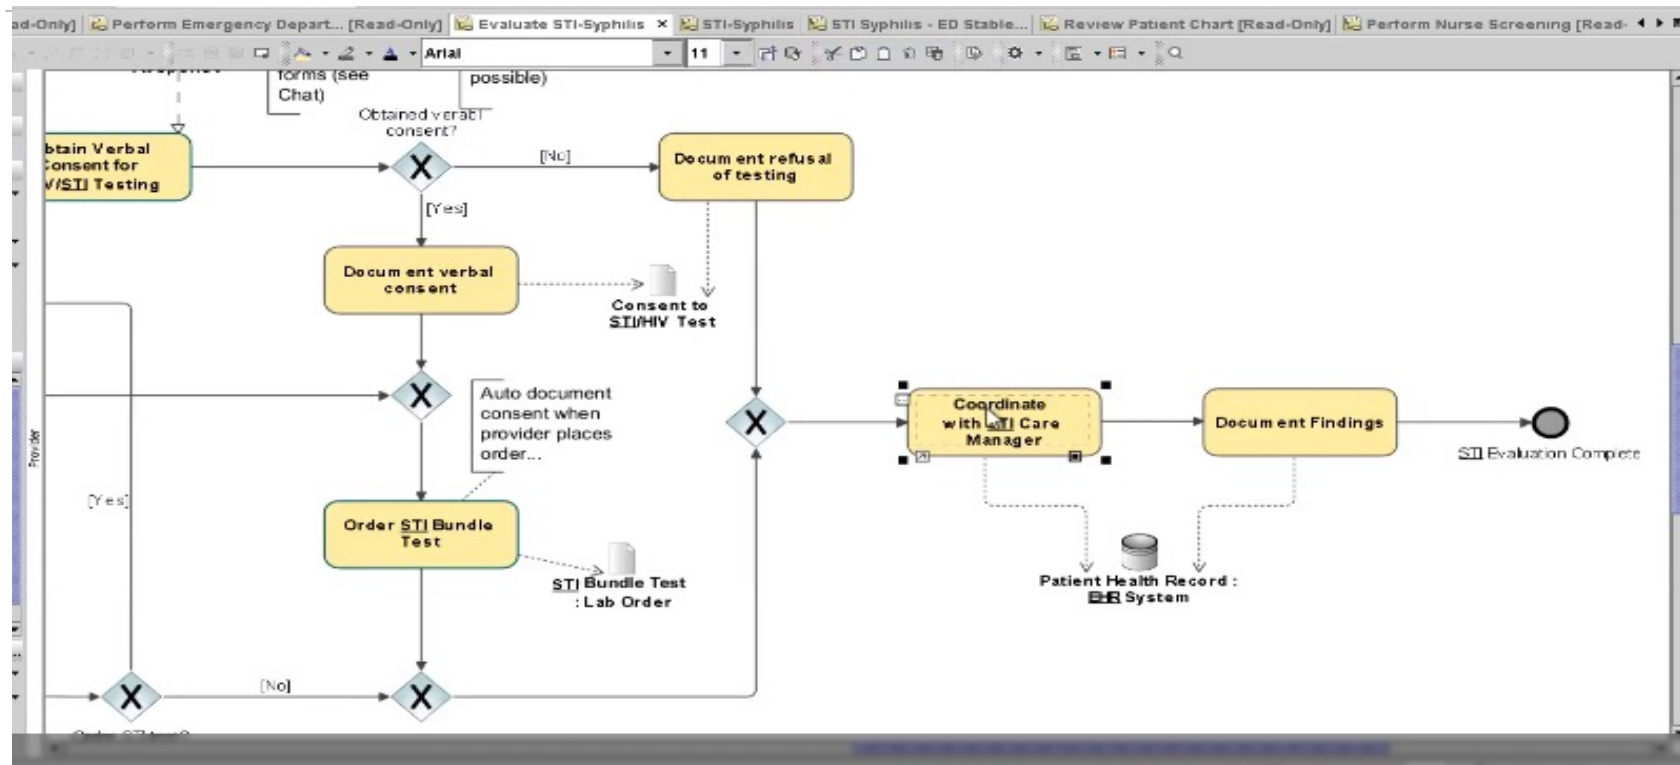 ad-Only]
Perform Emergency Depart... [Read-Only]
Evaluate STI-Syphilis
STI-Syphilis
STI Syphilis - ED Stable...
Review Patient Chart [Read-Only]
Perform Nurse Screening [Read-
Arial
11
forms (see
Chat)
possible)
Obtained verabl
consent?
btain Verbal
Consent for
V/STI Testing
[No]
Document refusal
of testing
[Yes]
Document verbal
consent
Consent to
STI/HIV Test
Auto document
consent when
provider places
order...
Coordinate
with STI Care
Manager
Document Findings
STI Evaluation Complete
Provider
[Yes]
Order STI Bundle
Test
STI Bundle Test
: Lab Order
Patient Health Record :
EHR System
[No]